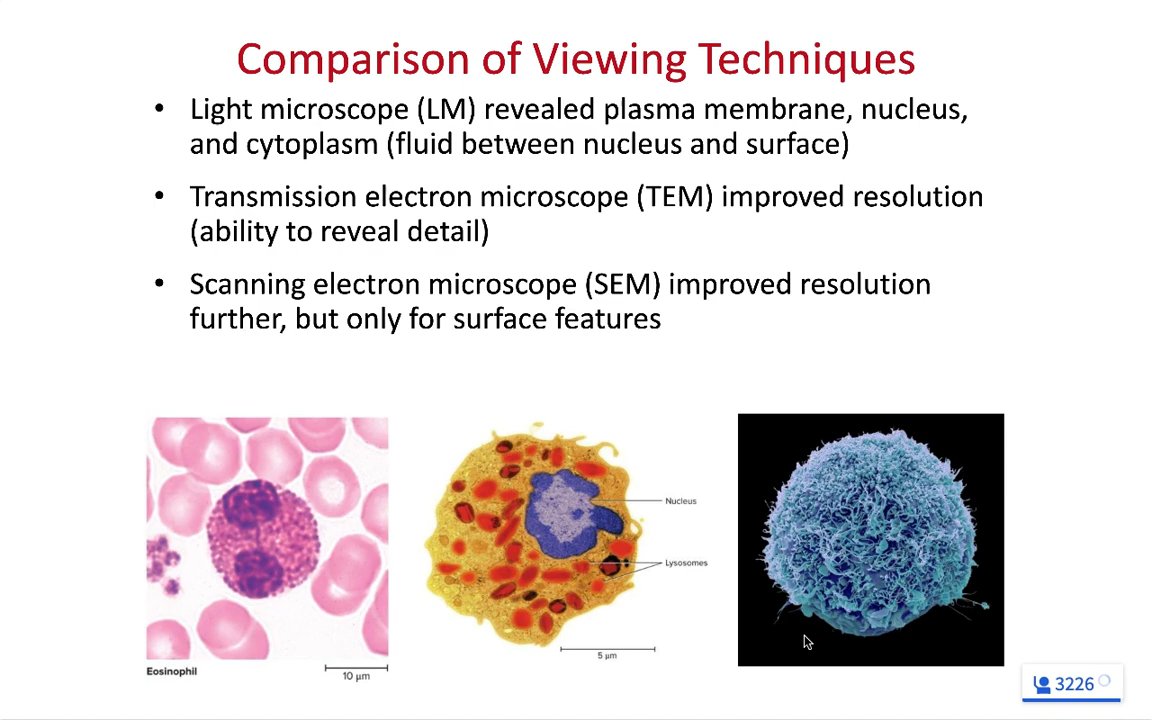 Comparison of Viewing Techniques
• Light microscope (LM) revealed plasma membrane, nucleus,
and cytoplasm (fluid between nucleus and surface)
• Transmission electron microscope (TEM) improved resolution
(ability to reveal detail)
• Scanning electron microscope (SEM) improved resolution
further, but only for surface features
Nucleus
Lysosomes
5 µm
Eosinophil
10 µm
3226